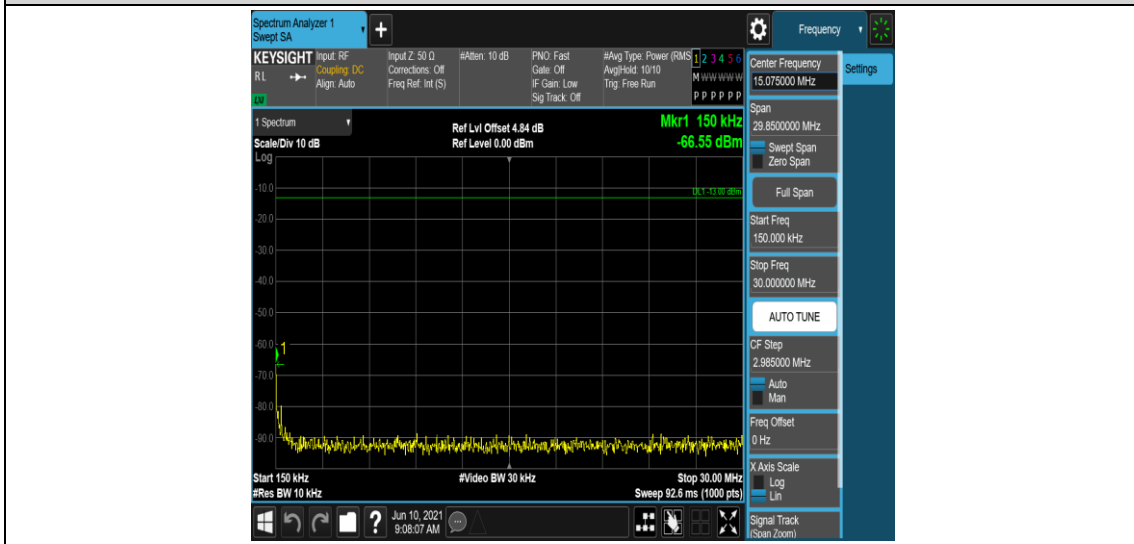 Spectrum Analyzer 1
Swept SA
+
Frequency
KEYSIGHT
RL
LXI
Input: RF
Coupling: DC
Align: Auto
Input Z: 50 Ω
Corrections: Off
Freq Ref: Int (S)
#Atten: 10 dB
PNO: Fast
Gate: Off
IF Gain: Low
Sig Track: Off
#Avg Type: Power (RMS
Avg|Hold: 10/10
Trig: Free Run
1 2 3 4 5 6
M W W W W W
P P P P P P
Center Frequency
15.075000 MHz
Settings
1 Spectrum
Scale/Div 10 dB
Ref Lvl Offset 4.84 dB
Ref Level 0.00 dBm
Mkr1 150 kHz
-66.55 dBm
Log
-10.0
DL1 -13.00 dBm
-20.0
-30.0
-40.0
-50.0
-60.0
1
-70.0
-80.0
-90.0
Start 150 kHz
#Res BW 10 kHz
#Video BW 30 kHz
Stop 30.00 MHz
Sweep 92.6 ms (1000 pts)
Span
29.8500000 MHz
Swept Span
Zero Span
Full Span
Start Freq
150.000 kHz
Stop Freq
30.000000 MHz
AUTO TUNE
CF Step
2.985000 MHz
Auto
Man
Freq Offset
0 Hz
X Axis Scale
Log
Lin
Signal Track
(Span Zoom)
?
Jun 10, 2021
9:08:07 AM